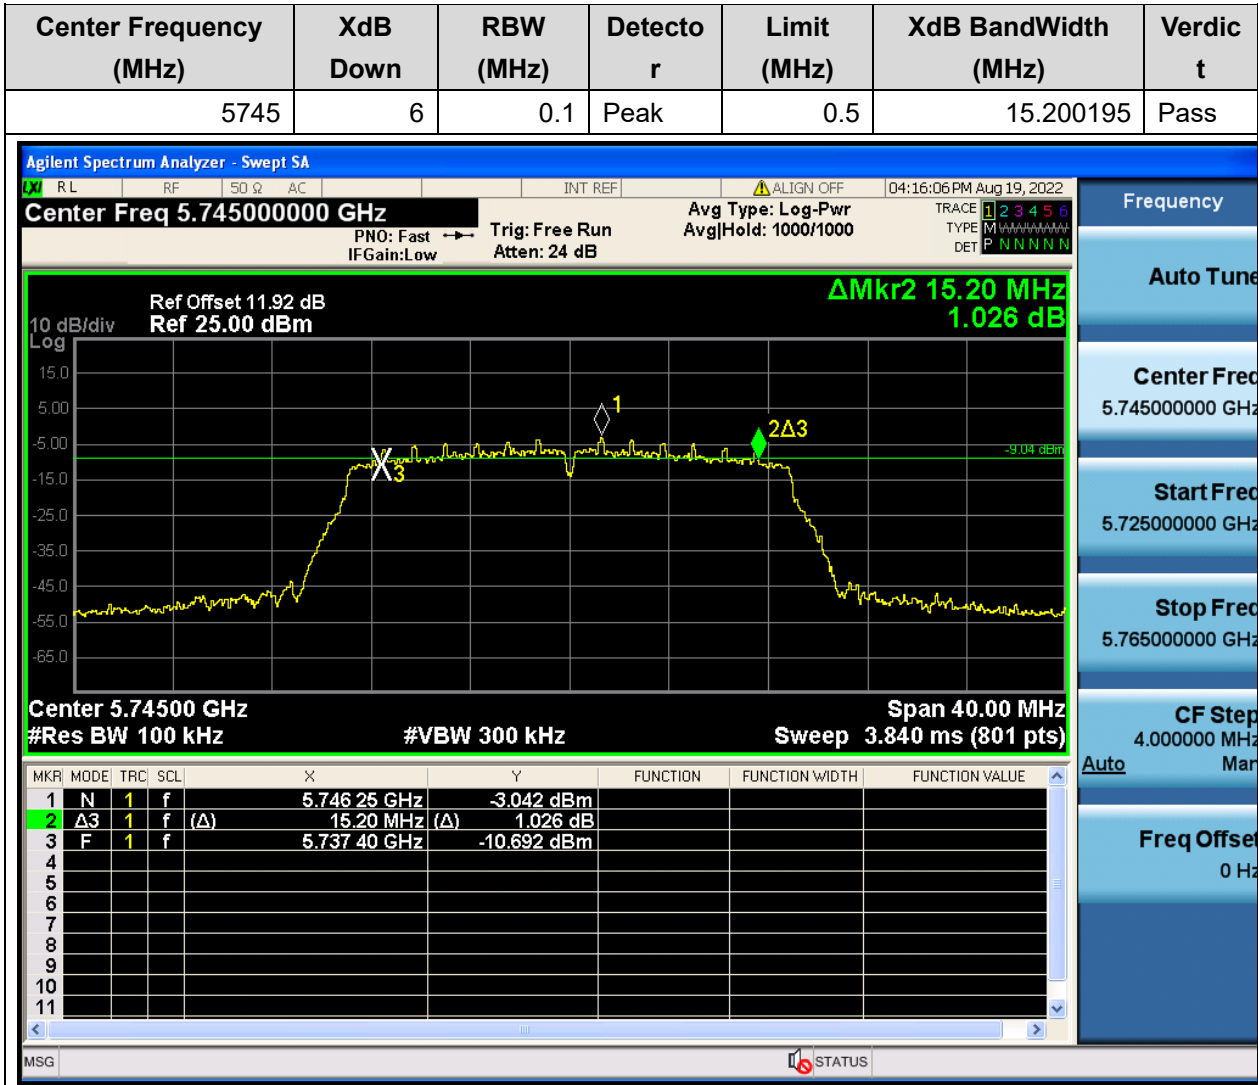 Center Frequency (MHz) XdB Down RBW (MHz) Detecto r Limit (MHz) XdB BandWidth (MHz) Verdic t
5745 6 0.1 Peak 0.5 15.200195 Pass
Agilent Spectrum Analyzer - Swept SA
LXI RL RF 50 Ω AC INT REF ALIGN OFF 04:16:06 PM Aug 19, 2022
Center Freq 5.745000000 GHz
PNO: Fast
IFGain:Low
Trig: Free Run
Atten: 24 dB
Avg Type: Log-Pwr
Avg|Hold: 1000/1000
TRACE 1 2 3 4 5 6
TYPE M
DET P N N N N N
Frequency
Auto Tune
Center Freq
5.745000000 GHz
Start Freq
5.725000000 GHz
Stop Freq
5.765000000 GHz
CF Step
4.000000 MHz
Auto Man
Freq Offset
0 Hz
ΔMkr2 15.20 MHz
1.026 dB
Ref Offset 11.92 dB
10 dB/div Ref 25.00 dBm
Log
15.0
5.00
-5.00
-15.0
-25.0
-35.0
-45.0
-55.0
-65.0
1
2Δ3
3
-9.04 dBm
Center 5.74500 GHz Span 40.00 MHz
#Res BW 100 kHz #VBW 300 kHz Sweep 3.840 ms (801 pts)
MKR MODE TRC SCL X Y FUNCTION FUNCTION WIDTH FUNCTION VALUE
1 N 1 f 5.746 25 GHz -3.042 dBm
2 Δ3 1 f (Δ) 15.20 MHz (Δ) 1.026 dB
3 F 1 f 5.737 40 GHz -10.692 dBm
4
5
6
7
8
9
10
11
MSG STATUS